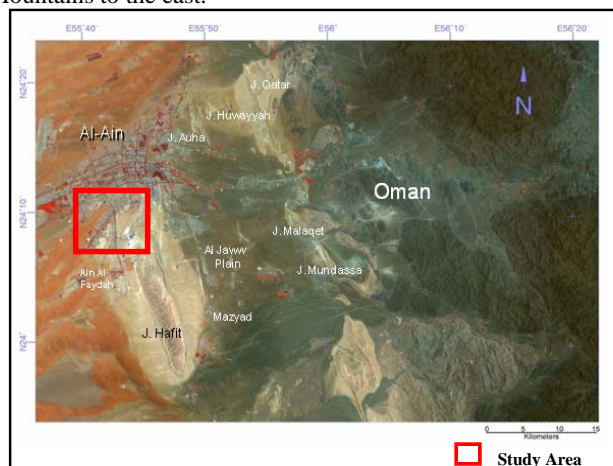 Mountains to the east.
E55°40' E55°50' E56° E56°10' E56°20'
N24°20'
J. Qatar
N
J. Huwayyah
Al-Ain
J. Auha
Oman
N24°10'
J. Malaqet
Al Jaww
Plain
J. Mundassa
Ain Al
Faydah
Mazyad
N24°
J. Hafit
0 5 10 15
Kilometers
Study Area